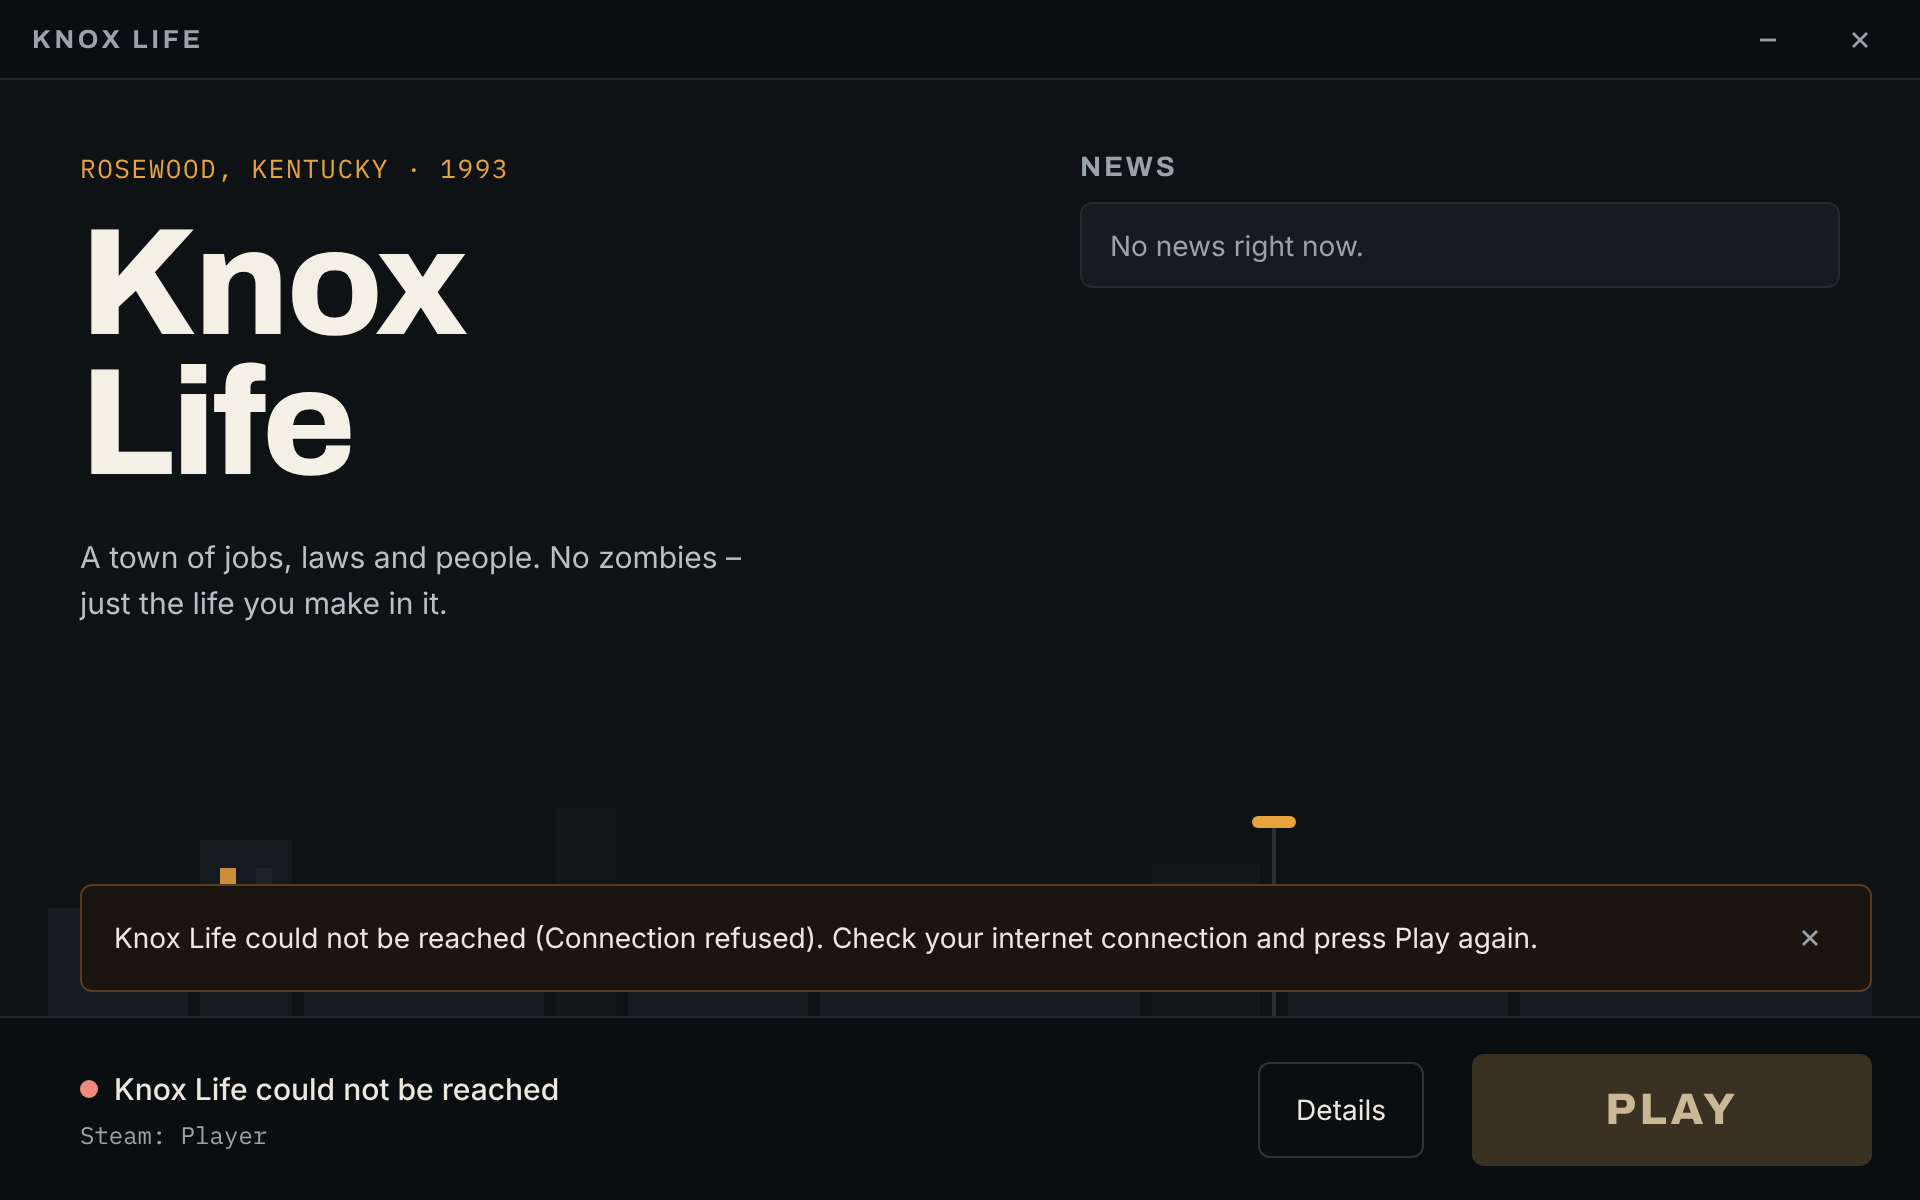 KNOX LIFE
ROSEWOOD, KENTUCKY · 1993
Knox
Life
A town of jobs, laws and people. No zombies –
just the life you make in it.
NEWS
No news right now.
Knox Life could not be reached (Connection refused). Check your internet connection and press Play again.
Knox Life could not be reached
Steam: Player
Details
PLAY